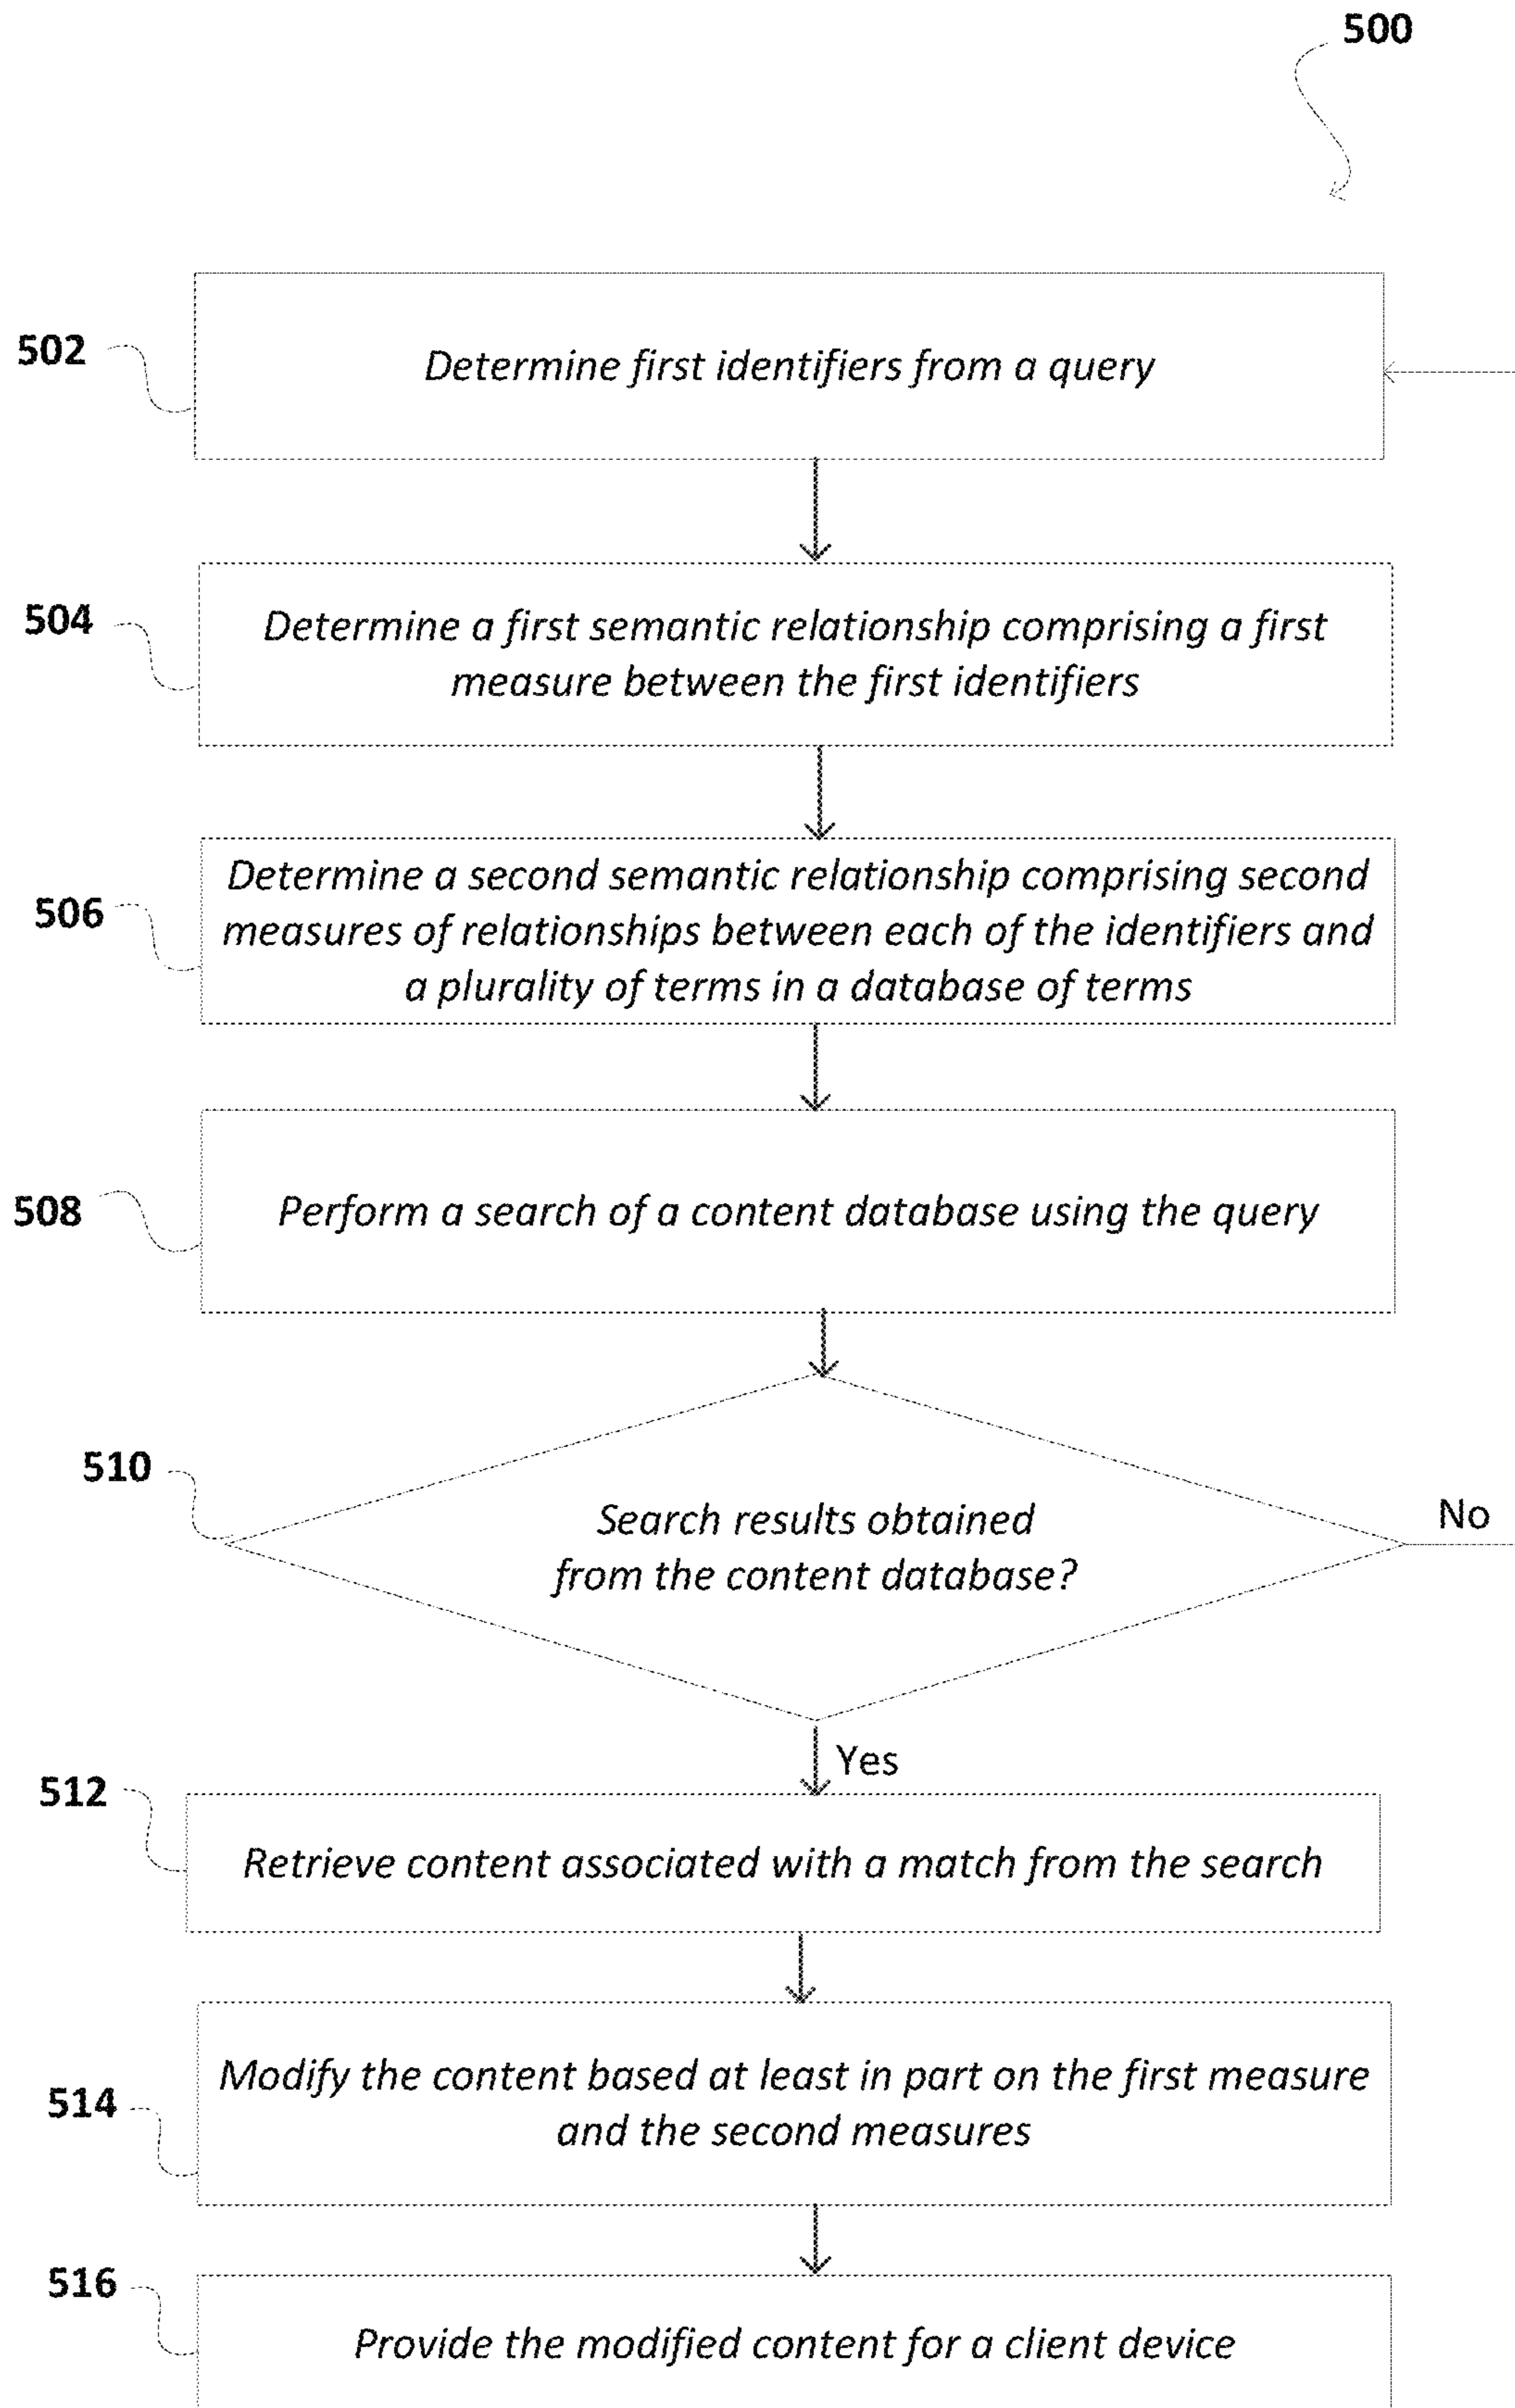 500
502
Determine first identifiers from a query
504
Determine a first semantic relationship comprising a first
measure between the first identifiers
506
Determine a second semantic relationship comprising second
measures of relationships between each of the identifiers and
a plurality of terms in a database of terms
508
Perform a search of a content database using the query
510
Search results obtained
from the content database?
No
Yes
512
Retrieve content associated with a match from the search
514
Modify the content based at least in part on the first measure
and the second measures
516
Provide the modified content for a client device